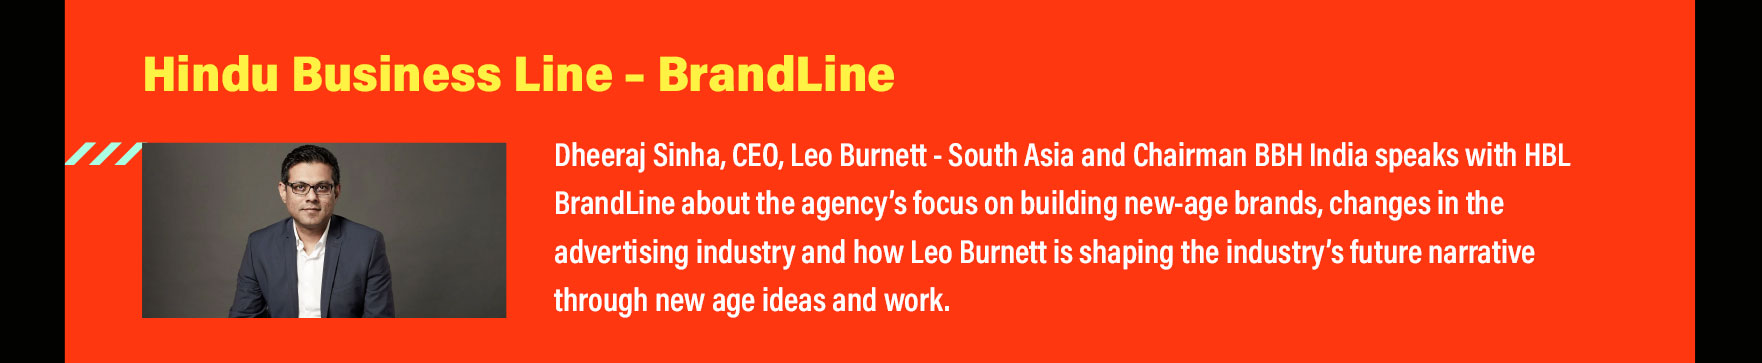 Hindu Business Line – BrandLine
Dheeraj Sinha, CEO, Leo Burnett - South Asia and Chairman BBH India speaks with HBL
BrandLine about the agency’s focus on building new-age brands, changes in the
advertising industry and how Leo Burnett is shaping the industry’s future narrative
through new age ideas and work.